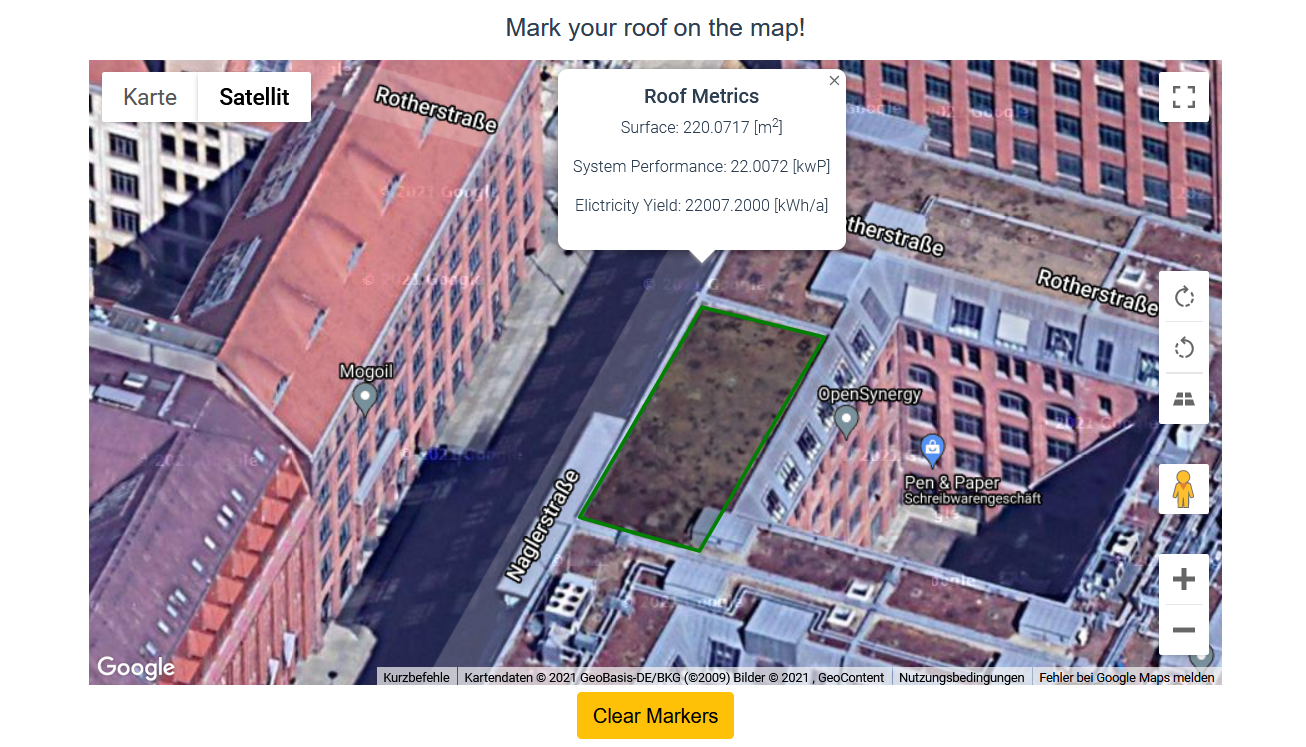 Mark your roof on the map!
Karte
Satellit
Rotherstraße
Roof Metrics
Surface: 220.0717 [m²]
System Performance: 22.0072 [kwP]
Elictricity Yield: 22007.2000 [kWh/a]
therstraße
Rotherstraße
Mogoil
OpenSynergy
Pen & Paper
Schreibwarengeschäft
Naglerstraße
Google
Kurzbefehle
Kartendaten © 2021 GeoBasis-DE/BKG (©2009) Bilder © 2021 , GeoContent
Nutzungsbedingungen
Fehler bei Google Maps melden
Clear Markers